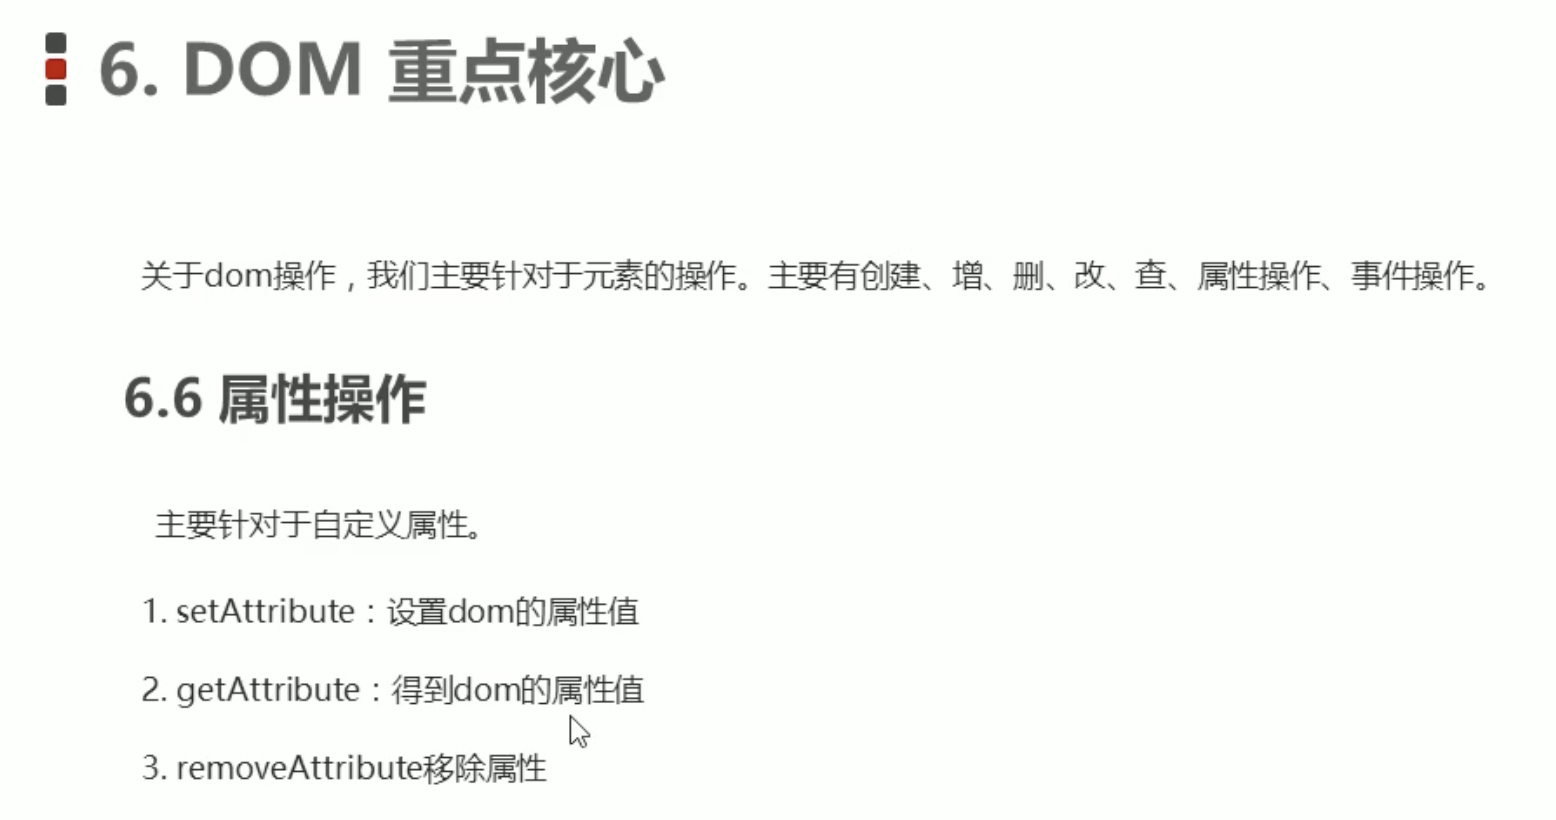 6. DOM 重点核心
关于dom操作，我们主要针对于元素的操作。主要有创建、增、删、改、查、属性操作、事件操作。
6.6 属性操作
主要针对于自定义属性。
1. setAttribute：设置dom的属性值
2. getAttribute：得到dom的属性值
3. removeAttribute移除属性